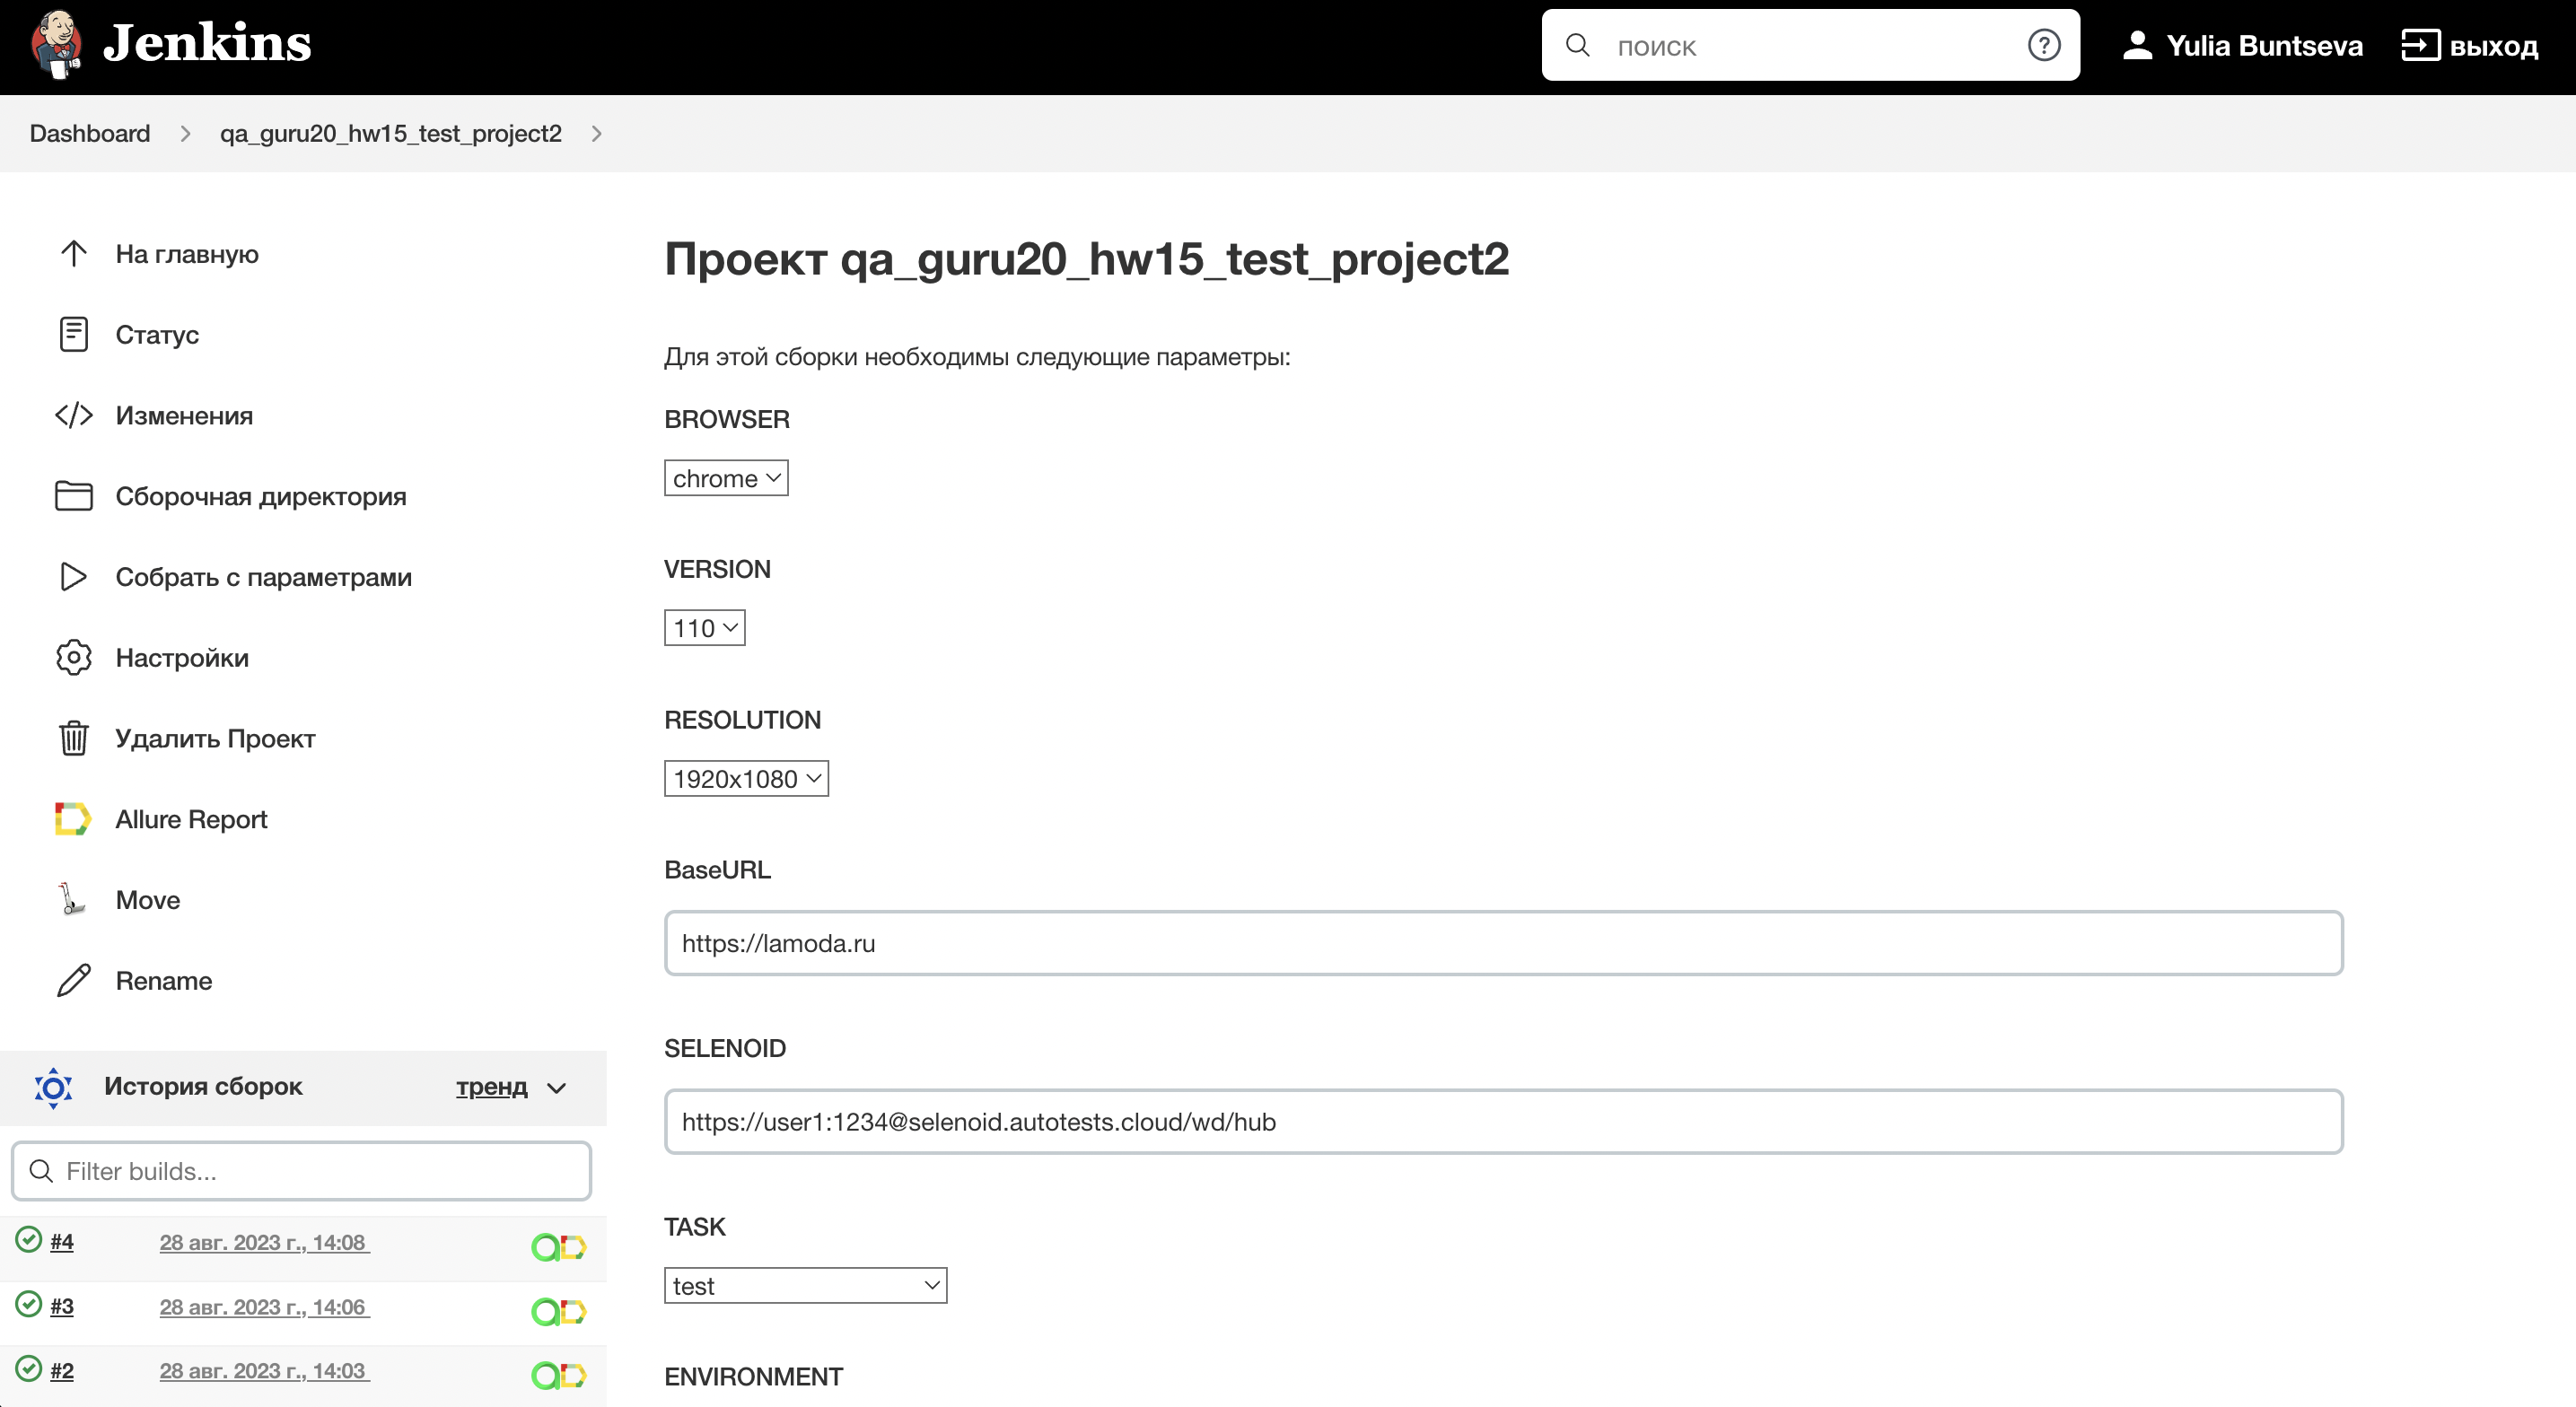 Jenkins
поиск
Yulia Buntseva
выход
Dashboard
qa_guru20_hw15_test_project2
На главную
Статус
Изменения
Сборочная директория
Собрать с параметрами
Настройки
Удалить Проект
Allure Report
Move
Rename
История сборок
тренд
Filter builds...
#4 28 авг. 2023 г., 14:08
#3 28 авг. 2023 г., 14:06
#2 28 авг. 2023 г., 14:03
Проект qa_guru20_hw15_test_project2
Для этой сборки необходимы следующие параметры:
BROWSER
chrome
VERSION
110
RESOLUTION
1920x1080
BaseURL
https://lamoda.ru
SELENOID
https://user1:1234@selenoid.autotests.cloud/wd/hub
TASK
test
ENVIRONMENT